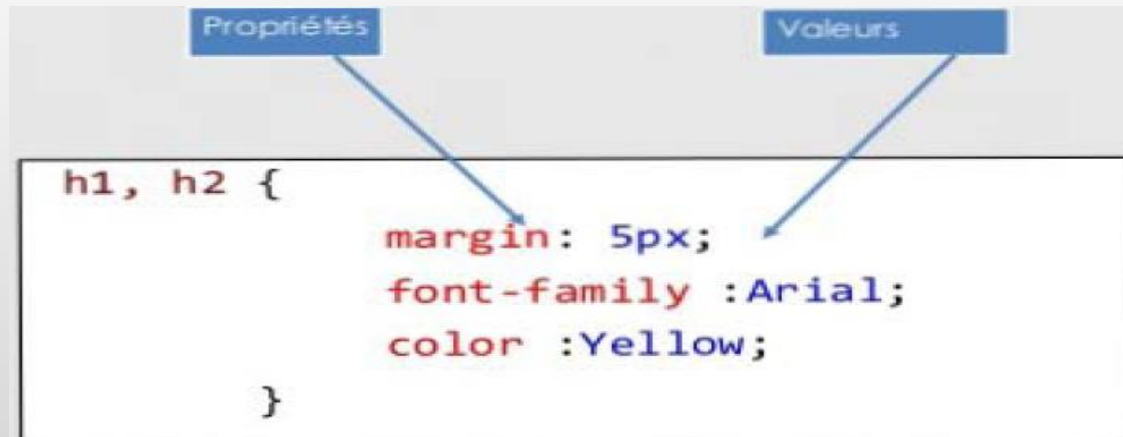 Propriétés
Valeurs
h1, h2 {
margin: 5px;
font-family :Arial;
color :Yellow;
}